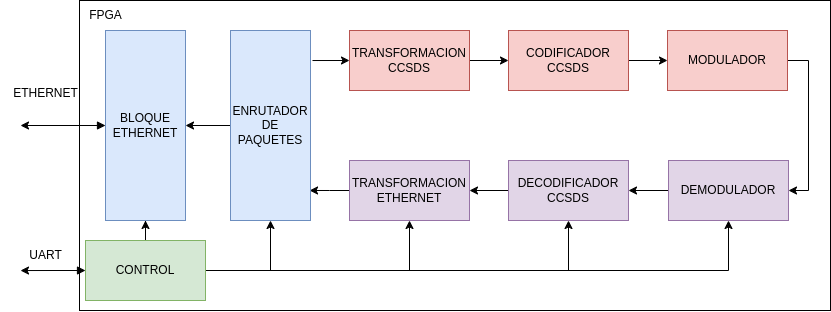 FPGA
ETHERNET
BLOQUE
ETHERNET
ENRUTADOR
DE
PAQUETES
TRANSFORMACION
CCSDS
CODIFICADOR
CCSDS
MODULADOR
TRANSFORMACION
ETHERNET
DECODIFICADOR
CCSDS
DEMODULADOR
UART
CONTROL